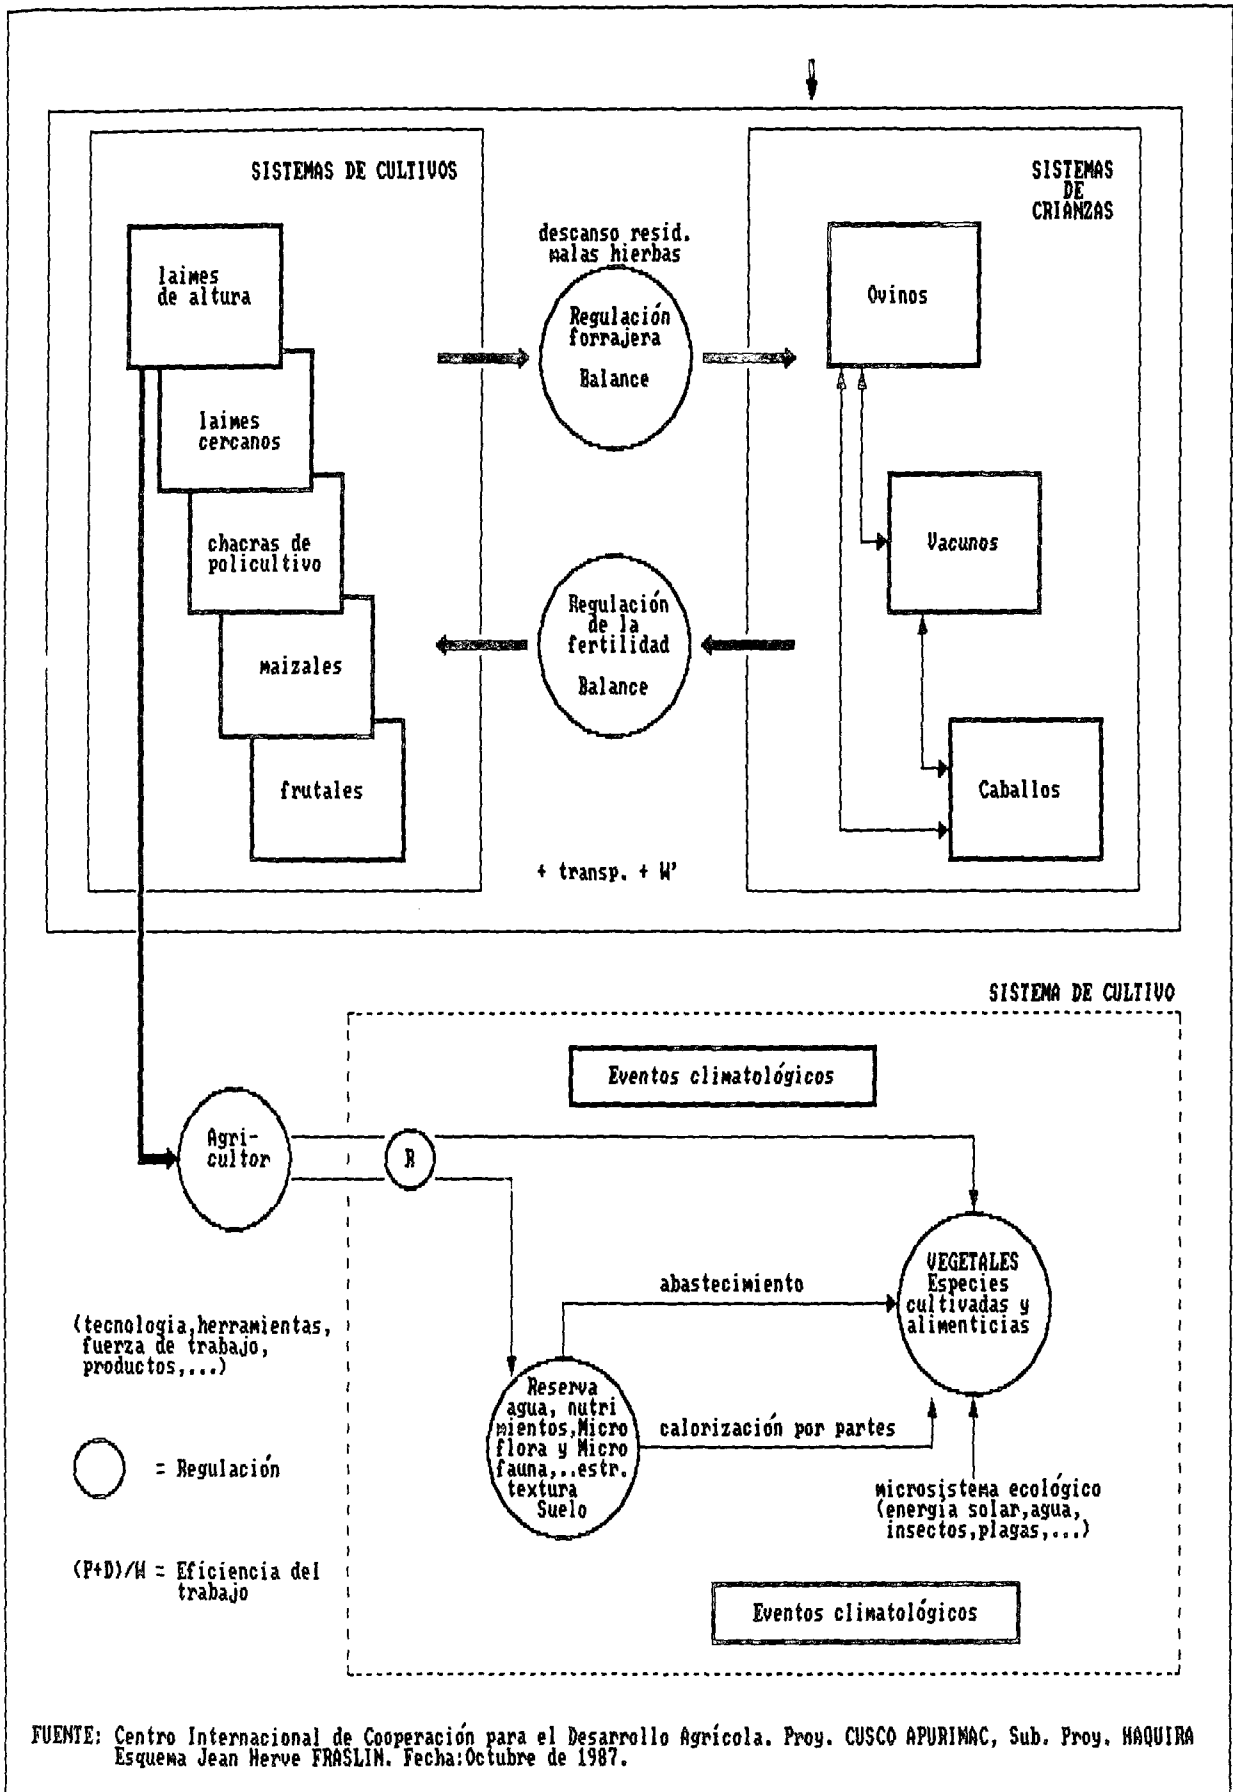 SISTEMAS DE CULTIVOS
SISTEMAS
DE
CRIANZAS
laimes
de altura
laimes
cercanos
chacras de
policultivo
maizales
frutales
descanso resid.
malas hierbas
Regulación
forrajera
Balance
Regulación
de la
fertilidad
Balance
+ transp. + W'
Ovinos
Vacunos
Caballos
SISTEMA DE CULTIVO
Eventos climatológicos
Agri-
cultor
R
VEGETALES
Especies
cultivadas y
alimenticias
abastecimiento
(tecnologia,herramientas,
fuerza de trabajo,
productos,...)
Reserva
agua, nutri
mientos,Micro
flora y Micro
fauna,..estr.
textura
Suelo
calorización por partes
= Regulación
microsistema ecológico
(energía solar,agua,
insectos,plagas,...)
(P+D)/W = Eficiencia del
trabajo
Eventos climatológicos
FUENTE: Centro Internacional de Cooperación para el Desarrollo Agrícola. Proy. CUSCO APURIMAC, Sub. Proy. HAQUIRA
Esquema Jean Herve FRASLIN. Fecha:Octubre de 1987.